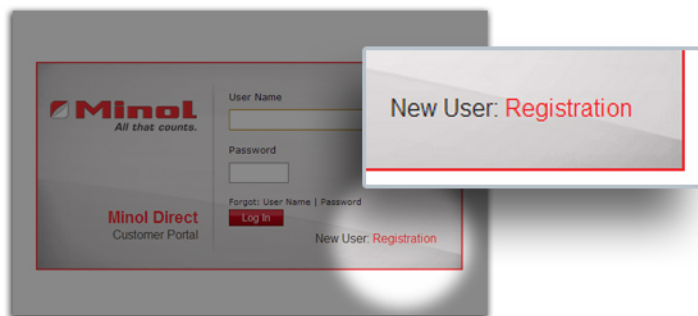 Minol
All that counts.
Minol Direct
Customer Portal
User Name
Password
Forgot: User Name | Password
Log In
New User: Registration
New User: Registration